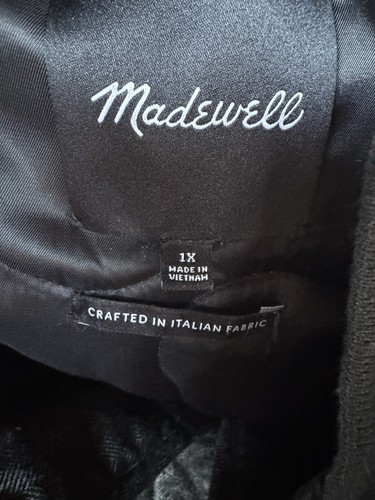 Madewell
1X
MADE IN
VIETNAM
CRAFTED IN ITALIAN FABRIC